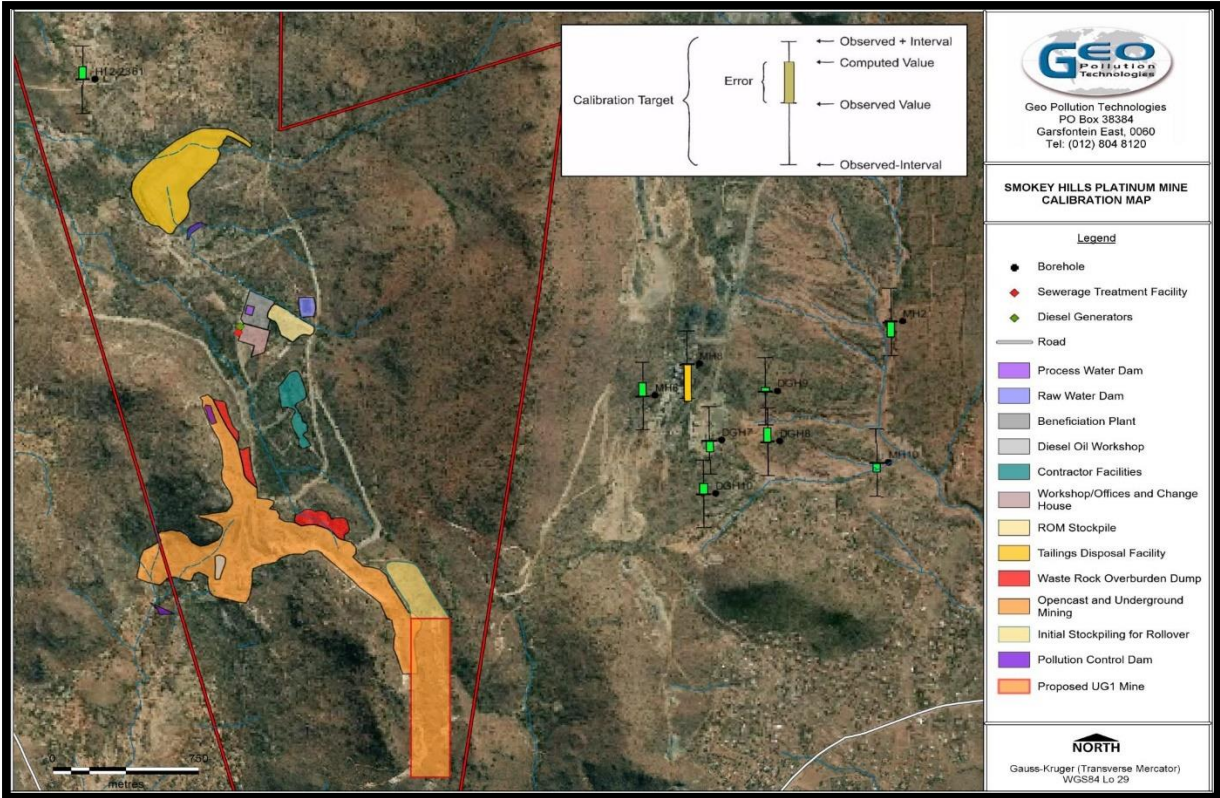 H12-2381
Calibration Target
Error
Observed + Interval
Computed Value
Observed Value
Observed-Interval
MH2
MH8
DGH9
DGH7
DGH8
MH10
DGH10
0
750
metres
GEO
Pollution
Technologies
Geo Pollution Technologies
PO Box 38384
Garsfontein East, 0060
Tel: (012) 804 8120
SMOKEY HILLS PLATINUM MINE
CALIBRATION MAP
Legend
Borehole
Sewerage Treatment Facility
Diesel Generators
Road
Process Water Dam
Raw Water Dam
Beneficiation Plant
Diesel Oil Workshop
Contractor Facilities
Workshop/Offices and Change
House
ROM Stockpile
Tailings Disposal Facility
Waste Rock Overburden Dump
Opencast and Underground
Mining
Initial Stockpiling for Rollover
Pollution Control Dam
Proposed UG1 Mine
NORTH
Gauss-Kruger (Transverse Mercator)
WGS84 Lo 29